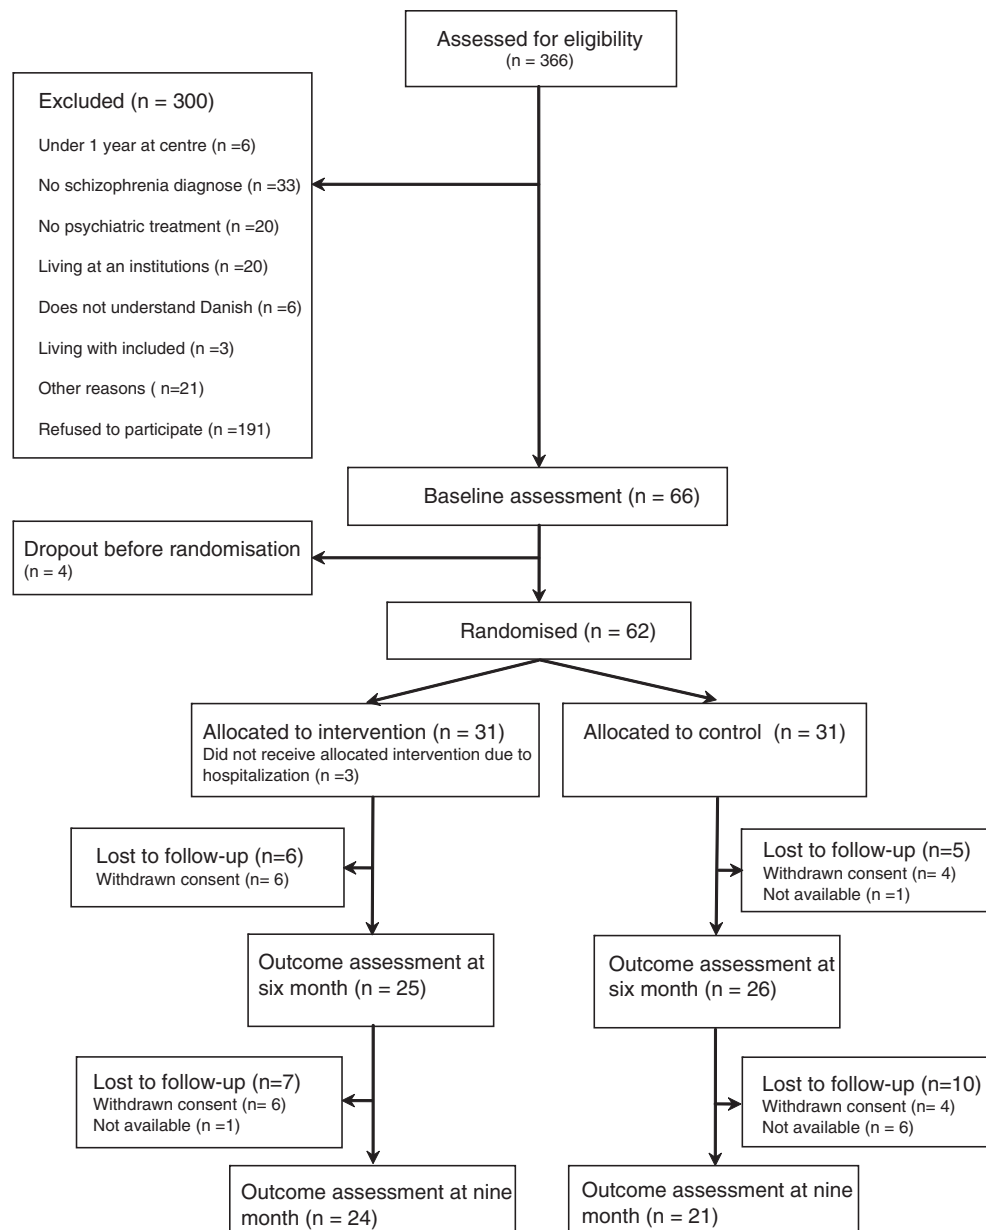 Assessed for eligibility
(n = 366)
Excluded (n = 300)
Under 1 year at centre (n =6)
No schizophrenia diagnose (n =33)
No psychiatric treatment (n =20)
Living at an institutions (n =20)
Does not understand Danish (n =6)
Living with included (n =3)
Other reasons ( n=21)
Refused to participate (n =191)
Baseline assessment (n = 66)
Dropout before randomisation
(n = 4)
Randomised (n = 62)
Allocated to intervention (n = 31)
Did not receive allocated intervention due to
hospitalization (n =3)
Allocated to control (n = 31)
Lost to follow-up (n=6)
Withdrawn consent (n= 6)
Lost to follow-up (n=5)
Withdrawn consent (n= 4)
Not available (n =1)
Outcome assessment at
six month (n = 25)
Outcome assessment at
six month (n = 26)
Lost to follow-up (n=7)
Withdrawn consent (n= 6)
Not available (n =1)
Lost to follow-up (n=10)
Withdrawn consent (n= 4)
Not available (n = 6)
Outcome assessment at nine
month (n = 24)
Outcome assessment at nine
month (n = 21)